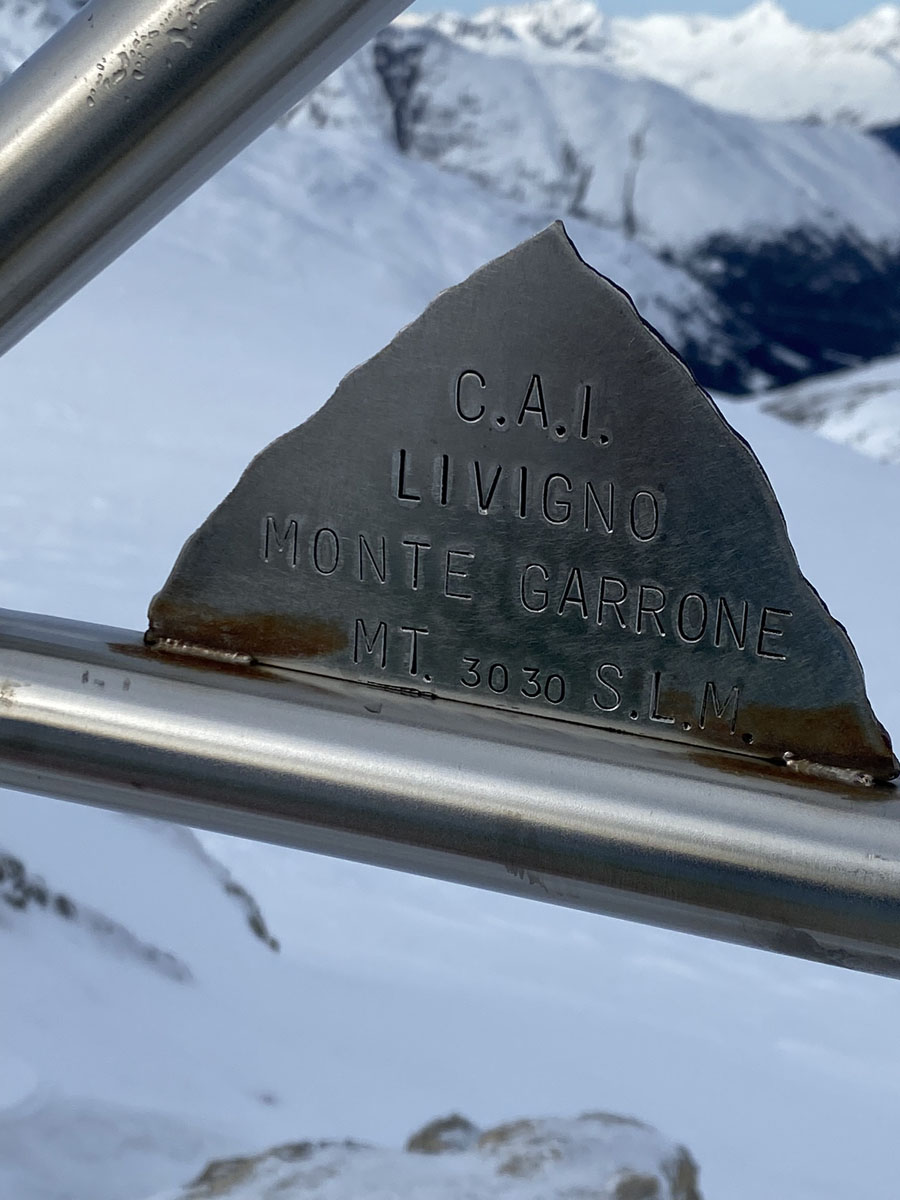 C.A.I.
LIVIGNO
MONTE GARRONE
MT. 3030 S.L.M.